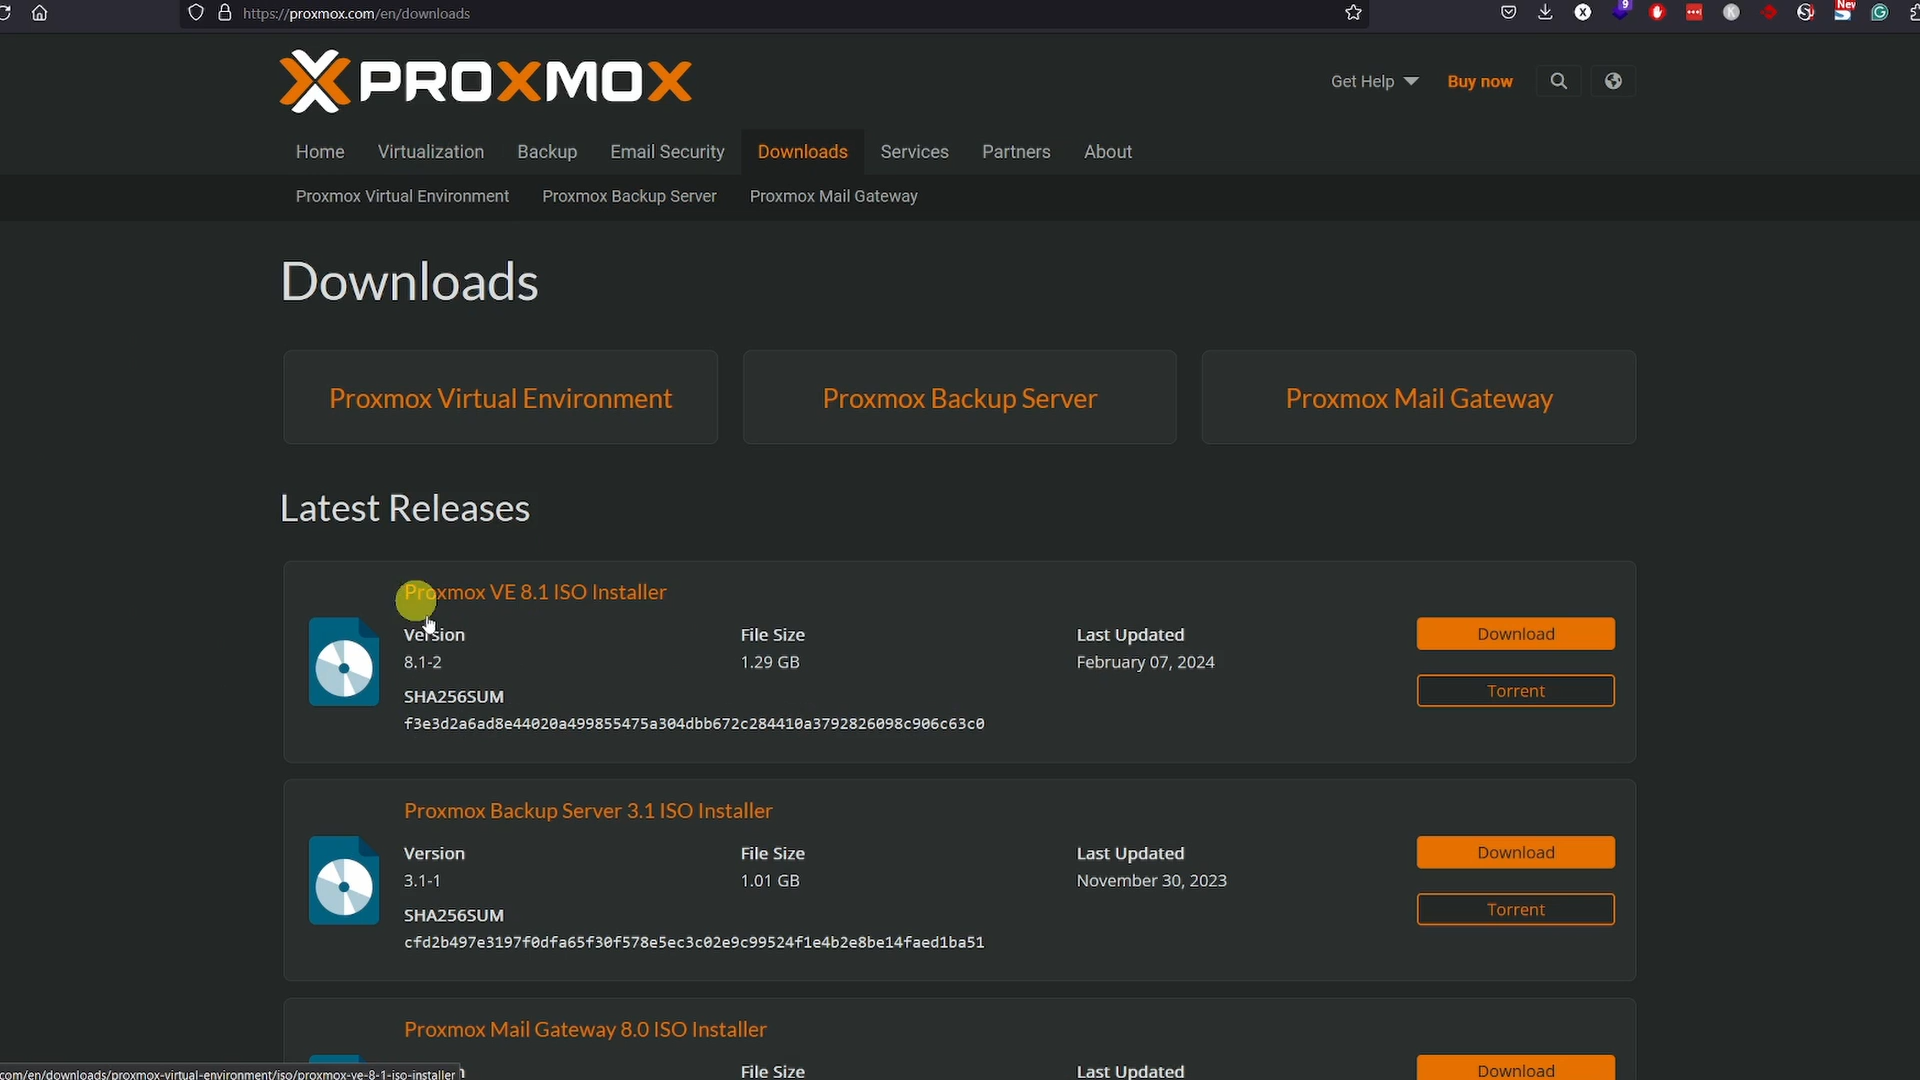 https://proxmox.com/en/downloads
9
New
PROXMOX
Get Help
Buy now
Home
Virtualization
Backup
Email Security
Downloads
Services
Partners
About
Proxmox Virtual Environment
Proxmox Backup Server
Proxmox Mail Gateway
Downloads
Proxmox Virtual Environment
Proxmox Backup Server
Proxmox Mail Gateway
Latest Releases
Proxmox VE 8.1 ISO Installer
Version
File Size
Last Updated
Download
8.1-2
1.29 GB
February 07, 2024
SHA256SUM
Torrent
f3e3d2a6ad8e44020a499855475a304dbb672c284410a3792826098c906c63c0
Proxmox Backup Server 3.1 ISO Installer
Version
File Size
Last Updated
Download
3.1-1
1.01 GB
November 30, 2023
SHA256SUM
Torrent
cfd2b497e3197f0dfa65f30f578e5ec3c02e9c99524f1e4b2e8be14faed1ba51
Proxmox Mail Gateway 8.0 ISO Installer
File Size
Last Updated
Download
com/en/downloads/proxmox-virtual-environment/iso/proxmox-ve-8-1-iso-installer